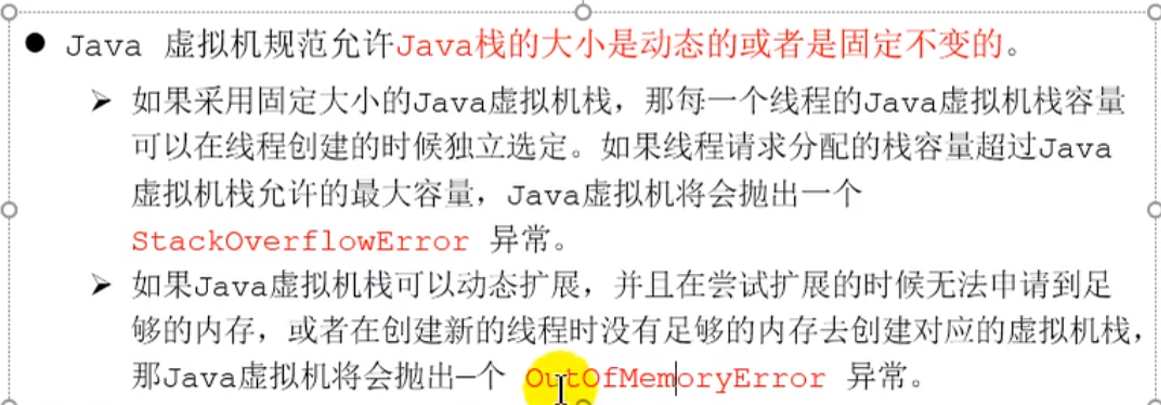 ● Java 虚拟机规范允许Java栈的大小是动态的或者是固定不变的。
➢ 如果采用固定大小的Java虚拟机栈，那每一个线程的Java虚拟机栈容量
可以在线程创建的时候独立选定。如果线程请求分配的栈容量超过Java
虚拟机栈允许的最大容量，Java虚拟机将会抛出一个
StackOverflowError 异常。
➢ 如果Java虚拟机栈可以动态扩展，并且在尝试扩展的时候无法申请到足
够的内存，或者在创建新的线程时没有足够的内存去创建对应的虚拟机栈，
那Java虚拟机将会抛出一个 OutOfMemoryError 异常。